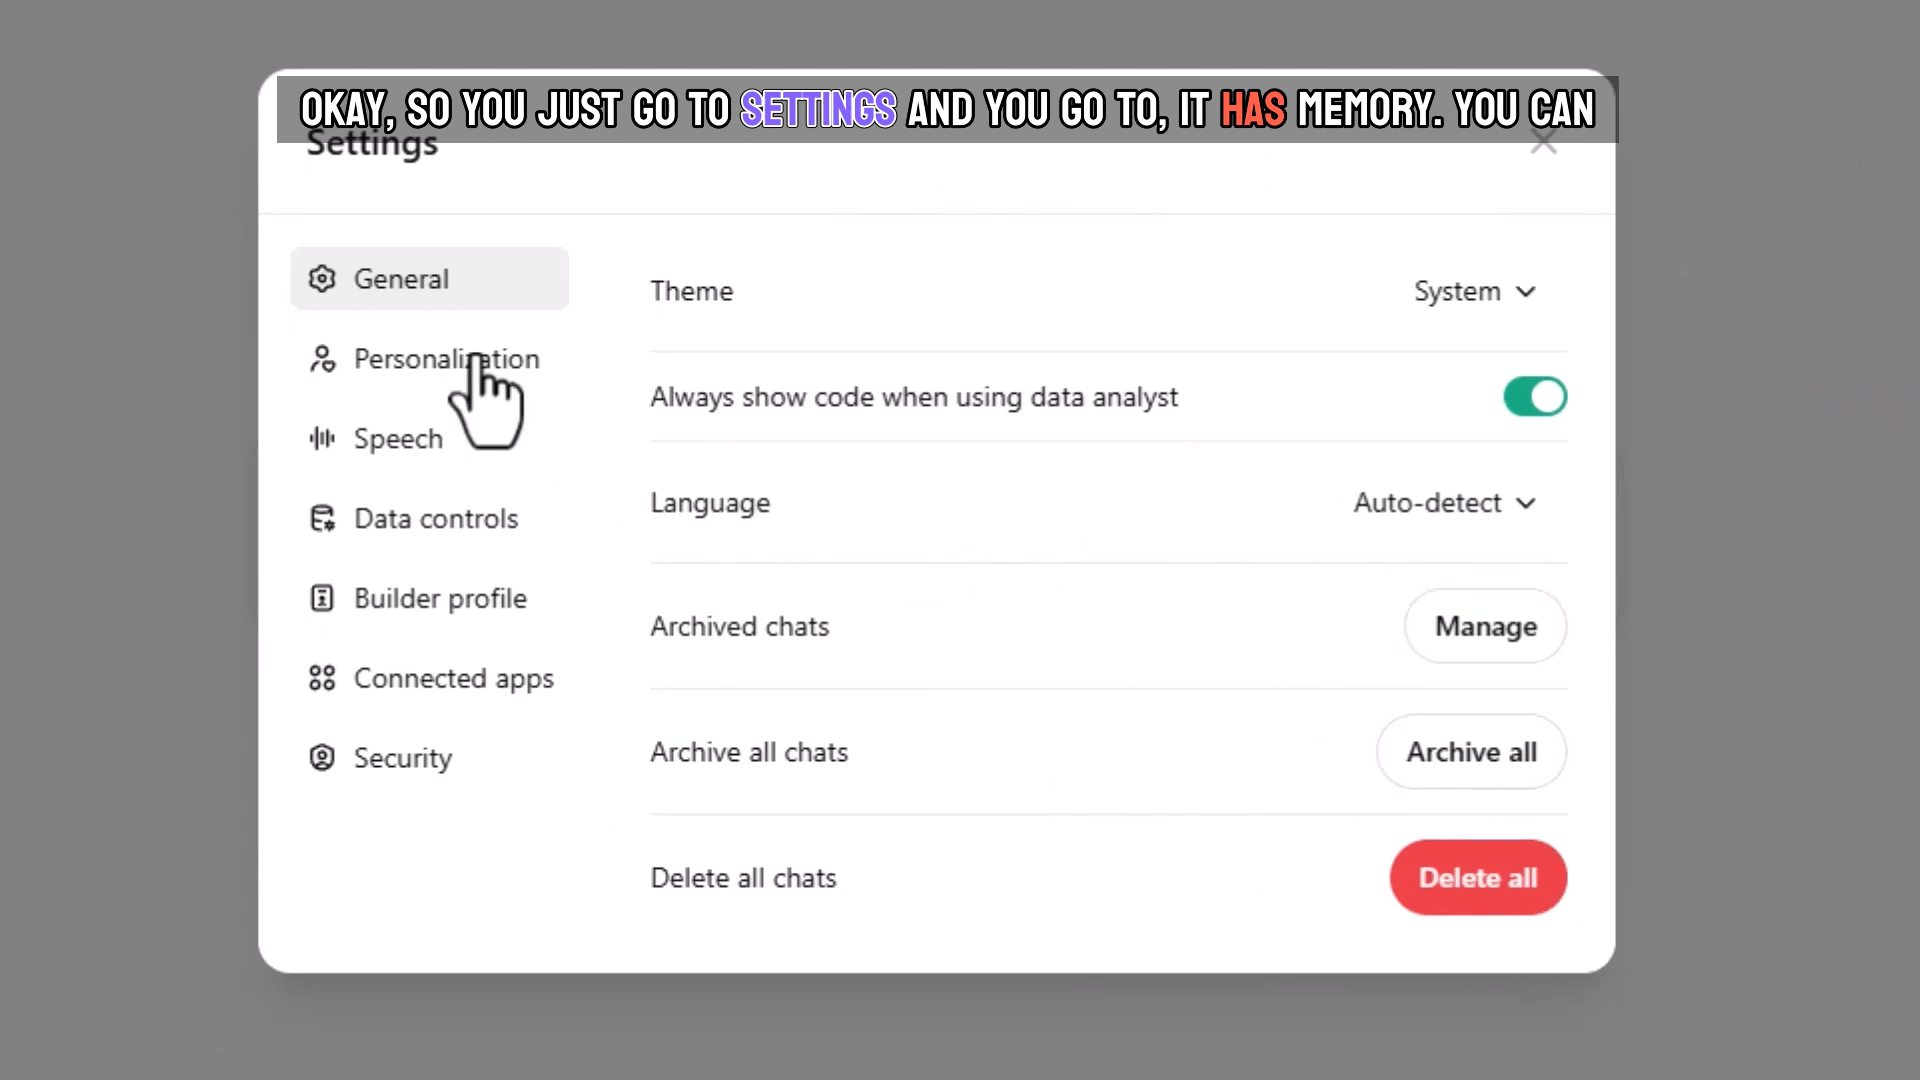 OKAY, SO YOU JUST GO TO SETTINGS AND YOU GO TO, IT HAS MEMORY. YOU CAN
Settings
General
Personalization
Speech
Data controls
Builder profile
Connected apps
Security
Theme System
Always show code when using data analyst
Language Auto-detect
Archived chats Manage
Archive all chats Archive all
Delete all chats Delete all